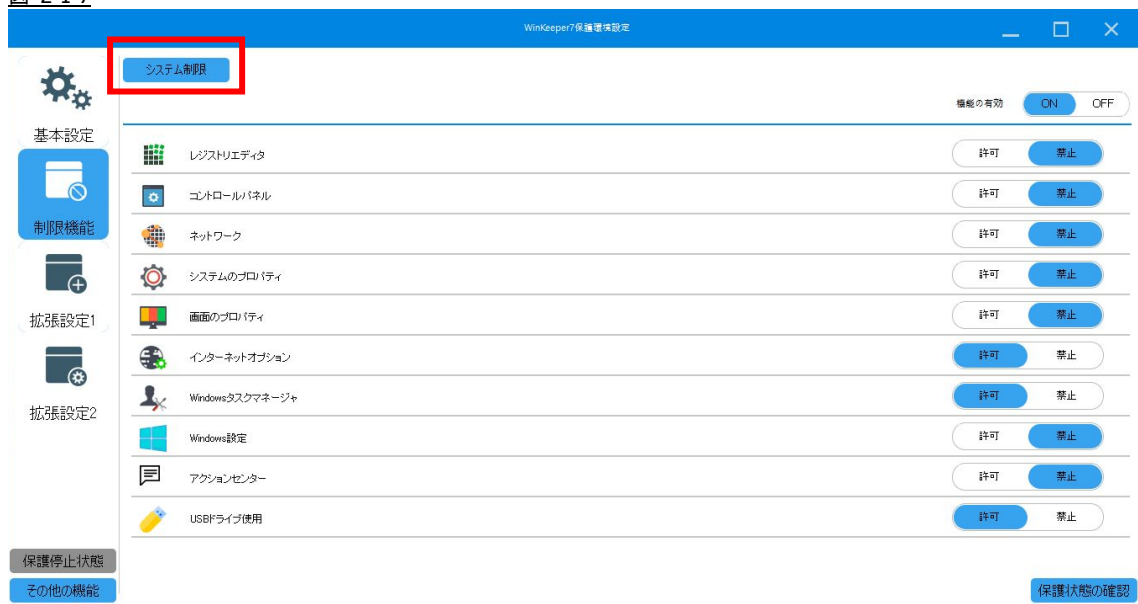 図 2-1-7
WinKeeper7保護環境設定
システム制限
機能の有効 ON OFF
基本設定
制限機能
拡張設定1
拡張設定2
レジストリエディタ 許可 禁止
コントロールパネル 許可 禁止
ネットワーク 許可 禁止
システムのプロパティ 許可 禁止
画面のプロパティ 許可 禁止
インターネットオプション 許可 禁止
Windowsタスクマネージャ 許可 禁止
Windows設定 許可 禁止
アクションセンター 許可 禁止
USBドライブ使用 許可 禁止
保護停止状態
その他の機能
保護状態の確認